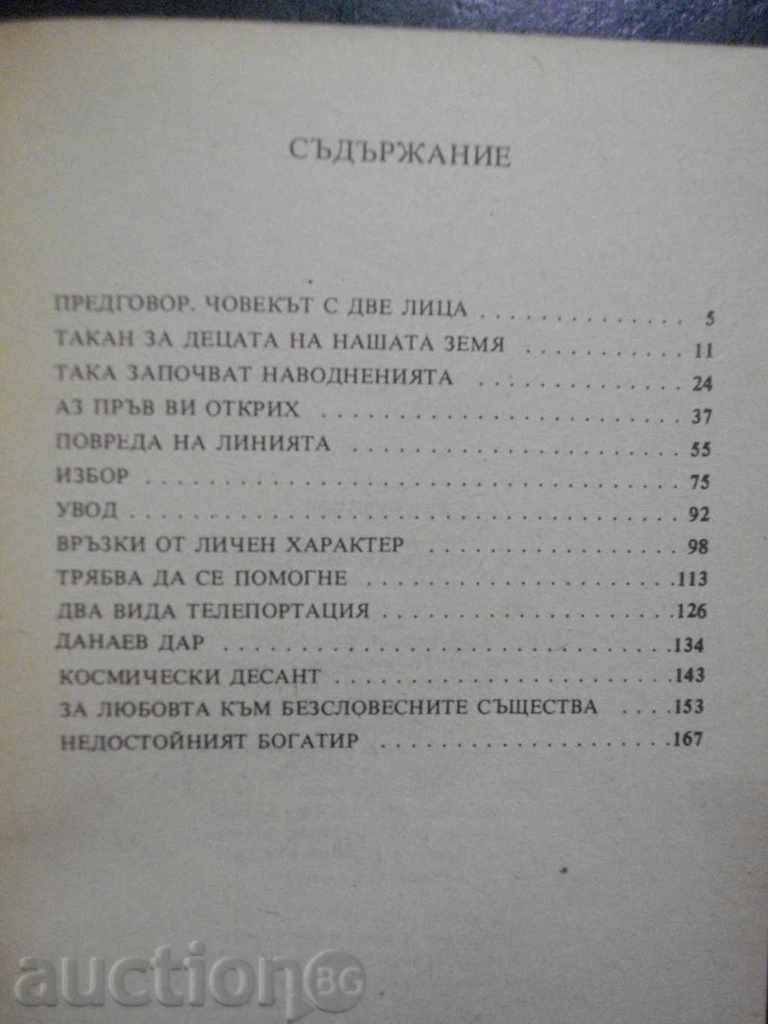 СЪДЪРЖАНИЕ
ПРЕДГОВОР. ЧОВЕКЪТ С ДВЕ ЛИЦА . . . . . . . . . . . . . . 5
ТАКАН ЗА ДЕЦАТА НА НАШАТА ЗЕМЯ . . . . . . . . . . . 11
ТАКА ЗАПОЧВАТ НАВОДНЕНИЯТА . . . . . . . . . . . . . . 24
АЗ ПРЪВ ВИ ОТКРИХ . . . . . . . . . . . . . . . . . . . . . . . . 37
ПОВРЕДА НА ЛИНИЯТА . . . . . . . . . . . . . . . . . . . . . . 55
ИЗБОР . . . . . . . . . . . . . . . . . . . . . . . . . . . . . . . . . . . 75
УВОД . . . . . . . . . . . . . . . . . . . . . . . . . . . . . . . . . . . . 92
ВРЪЗКИ ОТ ЛИЧЕН ХАРАКТЕР . . . . . . . . . . . . . . . . . 98
ТРЯБВА ДА СЕ ПОМОГНЕ . . . . . . . . . . . . . . . . . . . . . 113
ДВА ВИДА ТЕЛЕПОРТАЦИЯ . . . . . . . . . . . . . . . . . . . . 126
ДАНАЕВ ДАР . . . . . . . . . . . . . . . . . . . . . . . . . . . . . . 134
КОСМИЧЕСКИ ДЕСАНТ . . . . . . . . . . . . . . . . . . . . . . . 143
ЗА ЛЮБОВТА КЪМ БЕЗСЛОВЕСНИТЕ СЪЩЕСТВА . . . . 153
НЕДОСТОЙНИЯТ БОГАТИР . . . . . . . . . . . . . . . . . . . . 167
auctionBG